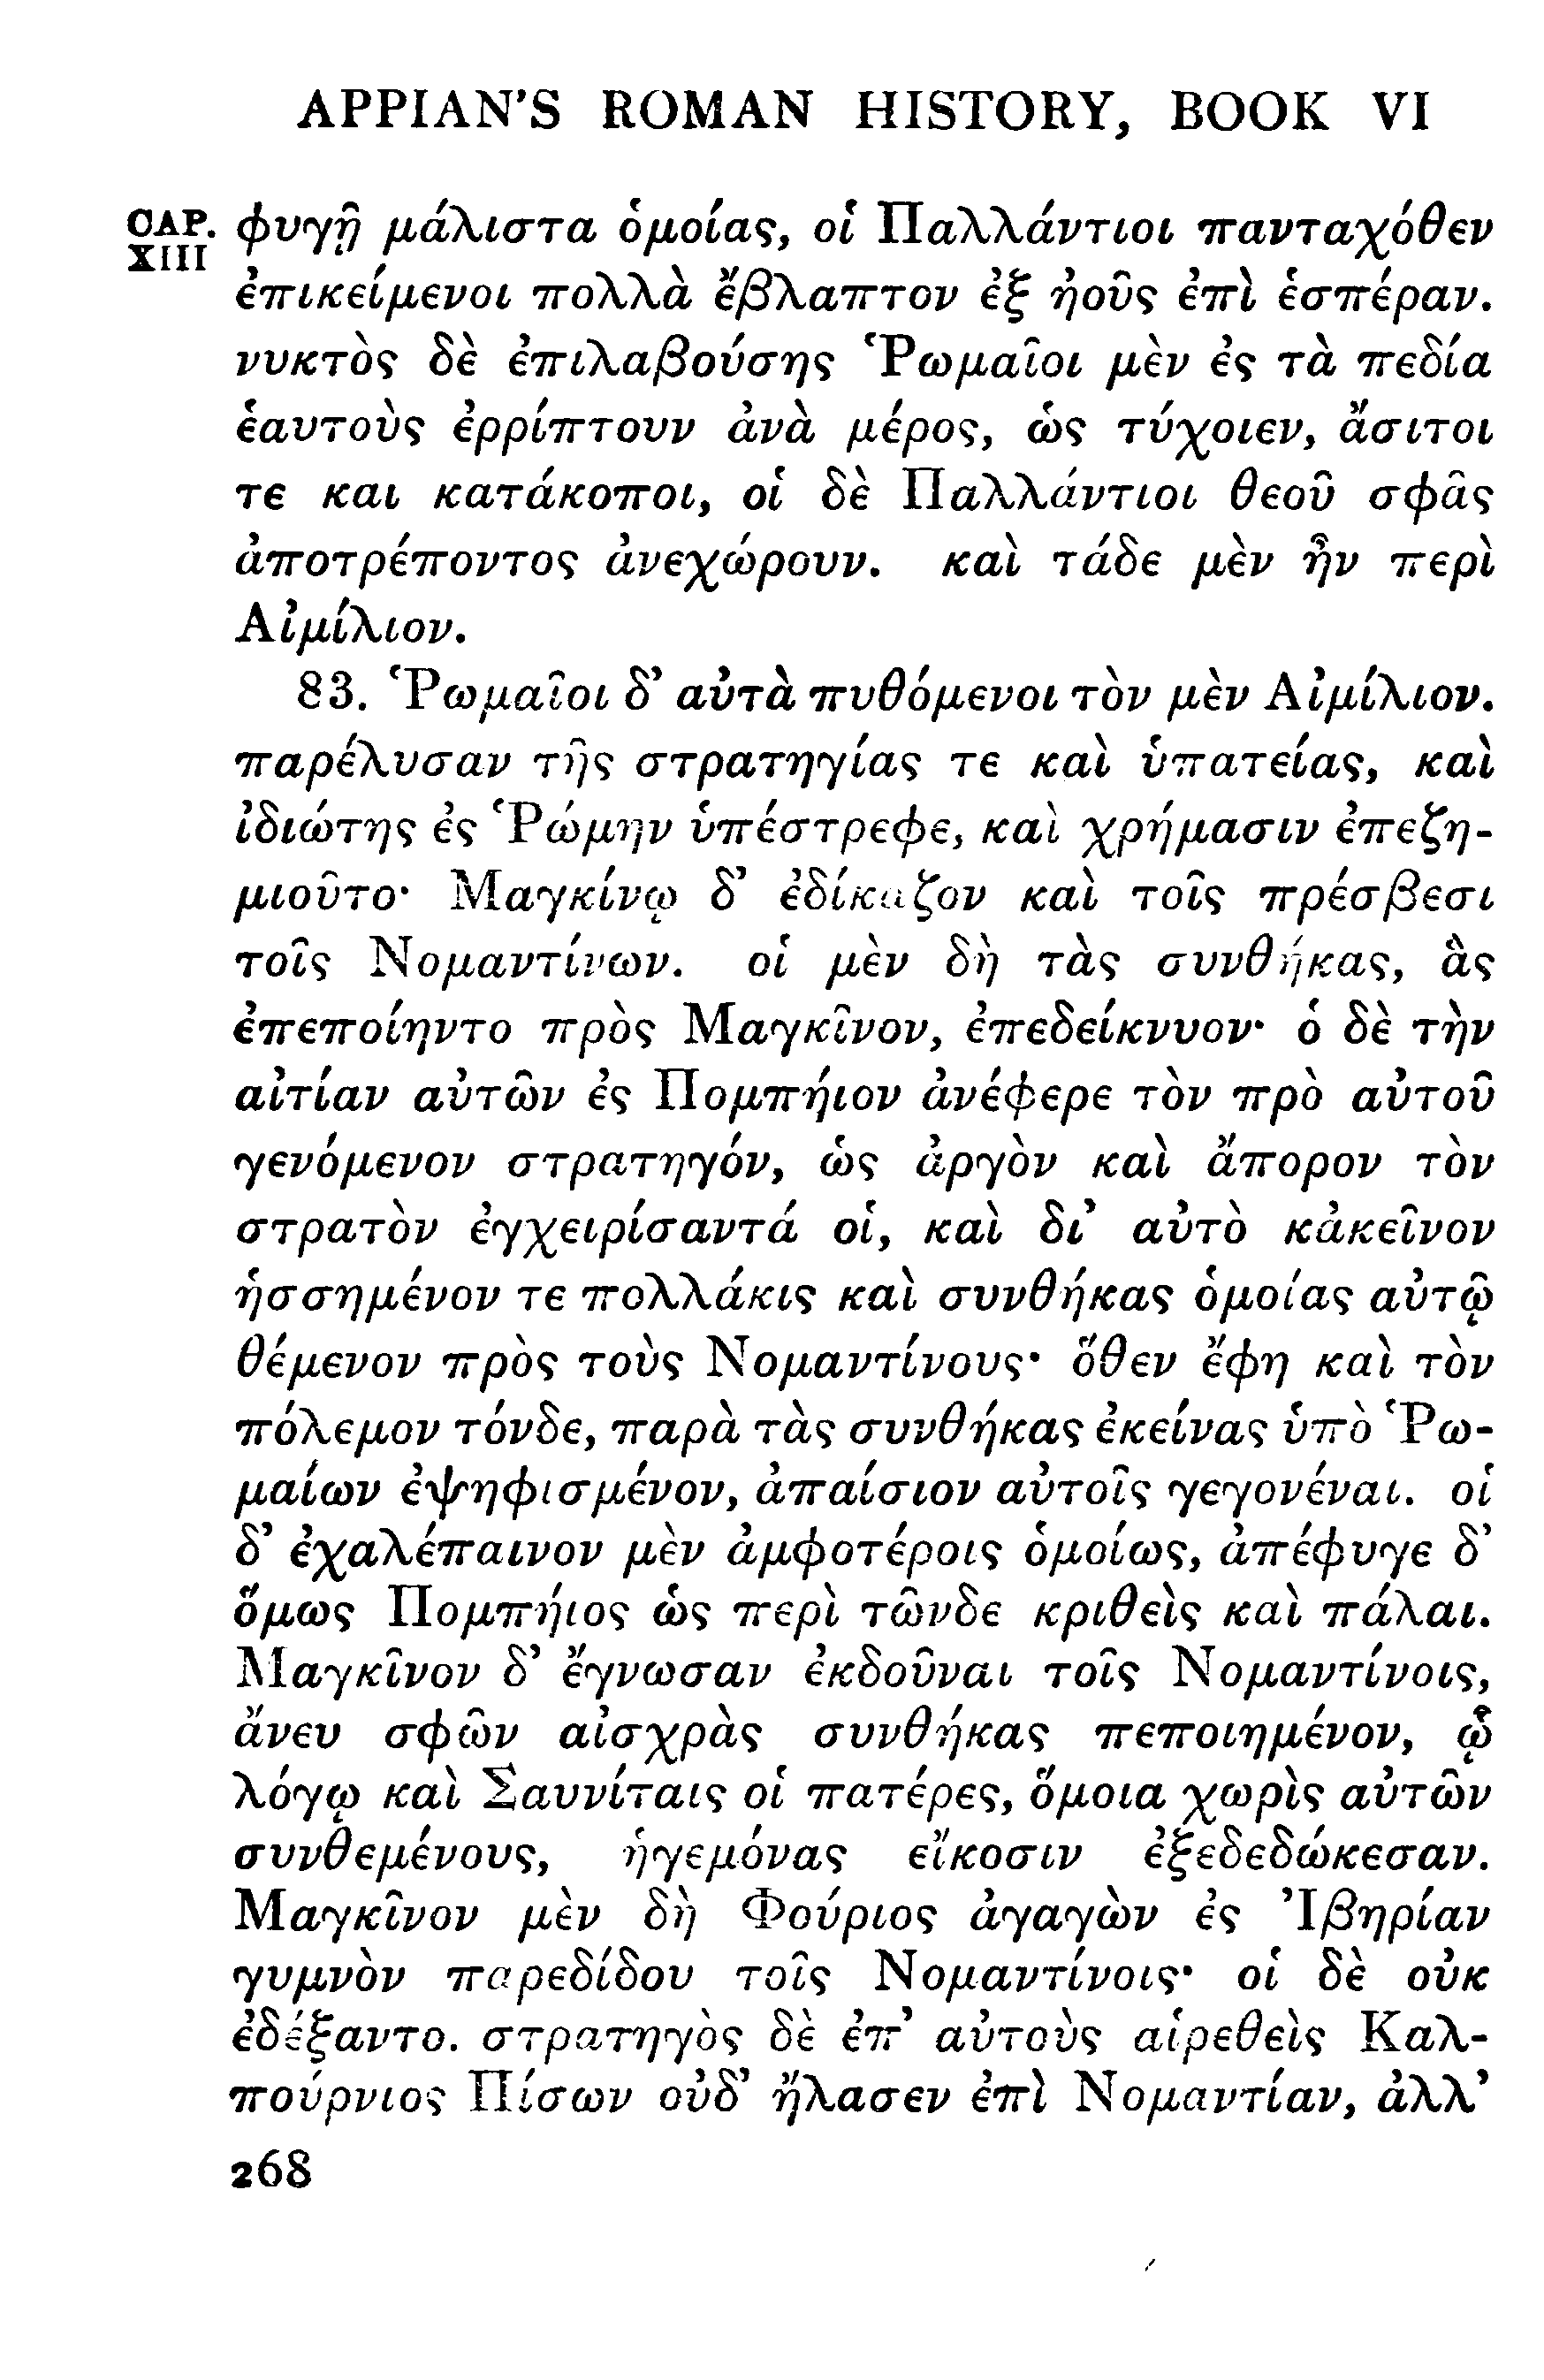 APPIAN'S ROMAN HISTORY, BOOK VI
CAP. XIII
φυγῇ μάλιστα ὁμοίας, οἱ Παλλάντιοι πανταχόθεν
ἐπικείμενοι πολλὰ ἔβλαπτον ἐξ ἠοῦς ἐπὶ ἑσπέραν.
νυκτὸς δὲ ἐπιλαβούσης Ῥωμαῖοι μὲν ἐς τὰ πεδία
ἑαυτοὺς ἐρρίπτουν ἀνὰ μέρος, ὡς τύχοιεν, ἄσιτοι
τε και κατάκοποι, οἱ δὲ Παλλάντιοι θεοῦ σφᾶς
ἀποτρέποντος ἀνεχώρουν. καὶ τάδε μὲν ἦν περὶ
Αἰμίλιον.
83. Ῥωμαῖοι δ' αὐτὰ πυθόμενοι τὸν μὲν Αἰμίλιον.
παρέλυσαν τῆς στρατηγίας τε καὶ ὑπατείας, καὶ
ἰδιώτης ἐς Ῥώμην ὑπέστρεφε, καὶ χρήμασιν ἐπεζη-
μιοῦτο· Μαγκίνῳ δ' ἐδίκαζον καὶ τοῖς πρέσβεσι
τοῖς Νομαντίνων. οἱ μὲν δὴ τὰς συνθήκας, ἃς
ἐπεποίηντο πρὸς Μαγκῖνον, ἐπεδείκνυον· ὁ δὲ τὴν
αἰτίαν αὐτῶν ἐς Πομπήιον ἀνέφερε τὸν πρὸ αὐτοῦ
γενόμενον στρατηγόν, ὡς ἀργὸν καὶ ἄπορον τὸν
στρατὸν ἐγχειρίσαντά οἱ, καὶ δι' αὐτὸ κἀκεῖνον
ἡσσημένον τε πολλάκις καὶ συνθήκας ὁμοίας αὐτῷ
θέμενον πρὸς τοὺς Νομαντίνους· ὅθεν ἔφη καὶ τὸν
πόλεμον τόνδε, παρὰ τὰς συνθήκας ἐκείνας ὑπὸ Ῥω-
μαίων ἐψηφισμένον, ἀπαίσιον αὐτοῖς γεγονέναι. οἱ
δ' ἐχαλέπαινον μὲν ἀμφοτέροις ὁμοίως, ἀπέφυγε δ'
ὅμως Πομπήιος ὡς περὶ τῶνδε κριθεὶς καὶ πάλαι.
Μαγκῖνον δ' ἔγνωσαν ἐκδοῦναι τοῖς Νομαντίνοις,
ἄνευ σφῶν αἰσχρὰς συνθήκας πεποιημένον, ᾧ
λόγῳ καὶ Σαυνίταις οἱ πατέρες, ὅμοια χωρὶς αὐτῶν
συνθεμένους, ἡγεμόνας εἴκοσιν ἐξεδεδώκεσαν.
Μαγκῖνον μὲν δὴ Φούριος ἀγαγὼν ἐς Ἰβηρίαν
γυμνὸν παρεδίδου τοῖς Νομαντίνοις· οἱ δὲ οὐκ
ἐδέξαντο. στρατηγὸς δὲ ἐπ' αὐτοὺς αἱρεθεὶς Καλ-
πούρνιος Πίσων οὐδ' ἤλασεν ἐπὶ Νομαντίαν, ἀλλ'
268